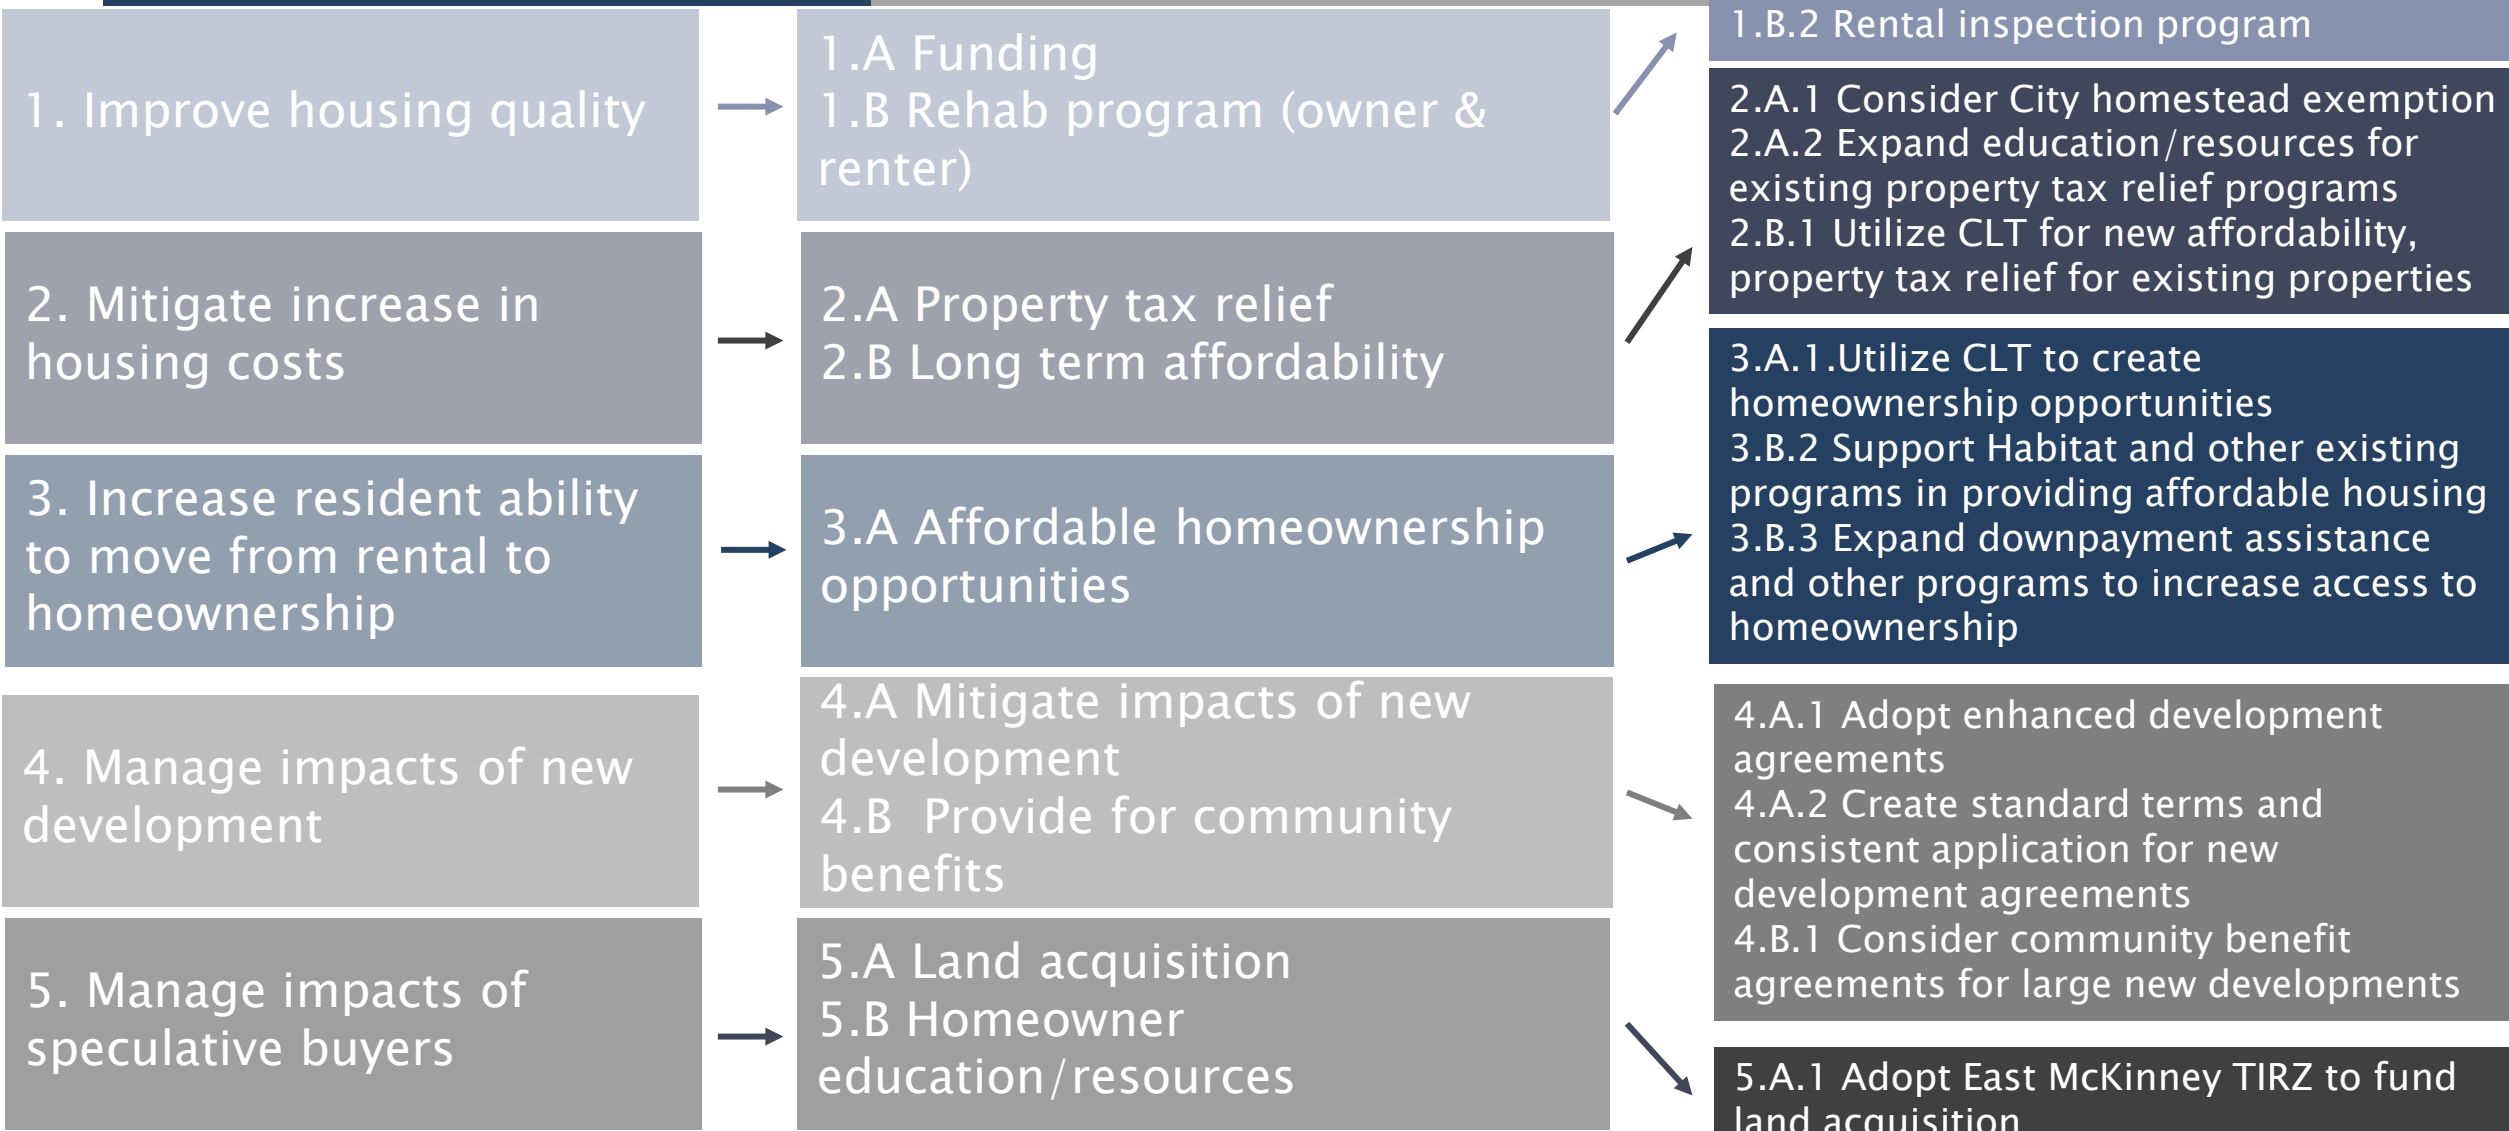 1. Improve housing quality
1.A Funding
1.B Rehab program (owner &
renter)
1.B.2 Rental inspection program
2. Mitigate increase in
housing costs
2.A Property tax relief
2.B Long term affordability
2.A.1 Consider City homestead exemption
2.A.2 Expand education/resources for
existing property tax relief programs
2.B.1 Utilize CLT for new affordability,
property tax relief for existing properties
3. Increase resident ability
to move from rental to
homeownership
3.A Affordable homeownership
opportunities
3.A.1.Utilize CLT to create
homeownership opportunities
3.B.2 Support Habitat and other existing
programs in providing affordable housing
3.B.3 Expand downpayment assistance
and other programs to increase access to
homeownership
4. Manage impacts of new
development
4.A Mitigate impacts of new
development
4.B  Provide for community
benefits
4.A.1 Adopt enhanced development
agreements
4.A.2 Create standard terms and
consistent application for new
development agreements
4.B.1 Consider community benefit
agreements for large new developments
5. Manage impacts of
speculative buyers
5.A Land acquisition
5.B Homeowner
education/resources
5.A.1 Adopt East McKinney TIRZ to fund
land acquisition